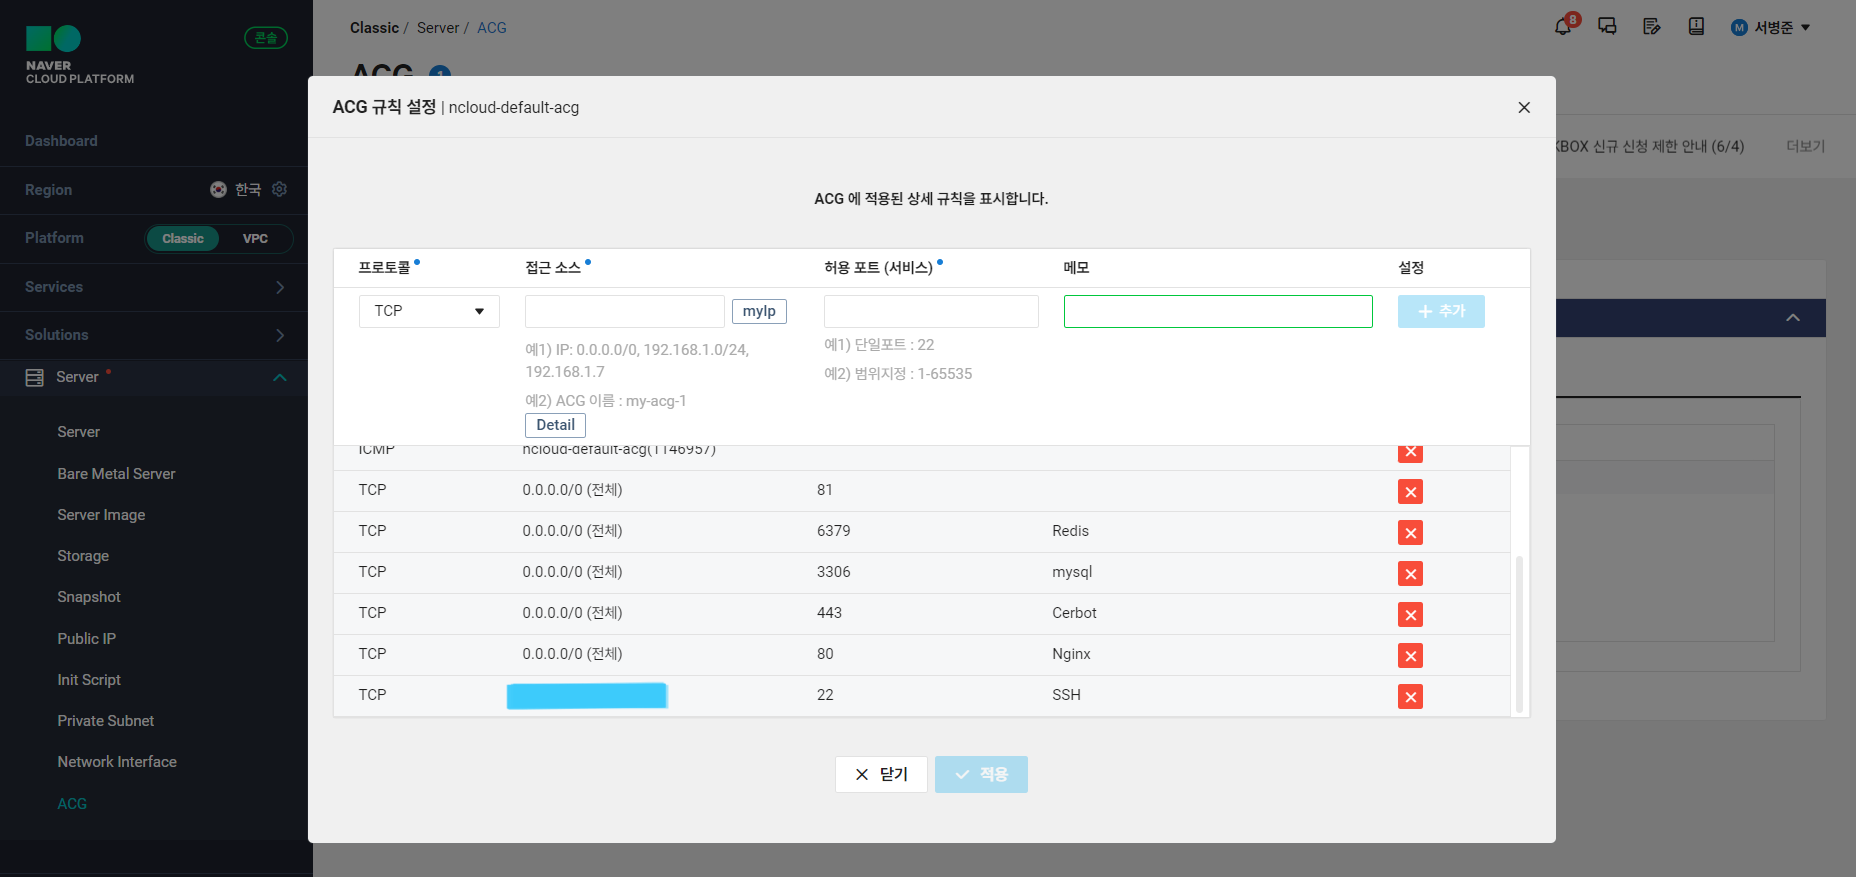 콘솔
NAVER
CLOUD PLATFORM
Dashboard
Region 한국
Platform Classic VPC
Services
Solutions
Server
Server
Bare Metal Server
Server Image
Storage
Snapshot
Public IP
Init Script
Private Subnet
Network Interface
ACG
Classic / Server / ACG
8 M 서병준
ACG 1
KBOX 신규 신청 제한 안내 (6/4) 더보기
ACG 규칙 설정 | ncloud-default-acg
ACG 에 적용된 상세 규칙을 표시합니다.
프로토콜 접근 소스 허용 포트 (서비스) 메모 설정
TCP myIp + 추가
예1) IP: 0.0.0.0/0, 192.168.1.0/24,
192.168.1.7
예2) ACG 이름 : my-acg-1
Detail
예1) 단일포트 : 22
예2) 범위지정 : 1-65535
ICMP ncloud-default-acg(1146957)
TCP 0.0.0.0/0 (전체) 81
TCP 0.0.0.0/0 (전체) 6379 Redis
TCP 0.0.0.0/0 (전체) 3306 mysql
TCP 0.0.0.0/0 (전체) 443 Cerbot
TCP 0.0.0.0/0 (전체) 80 Nginx
TCP 22 SSH
닫기 적용